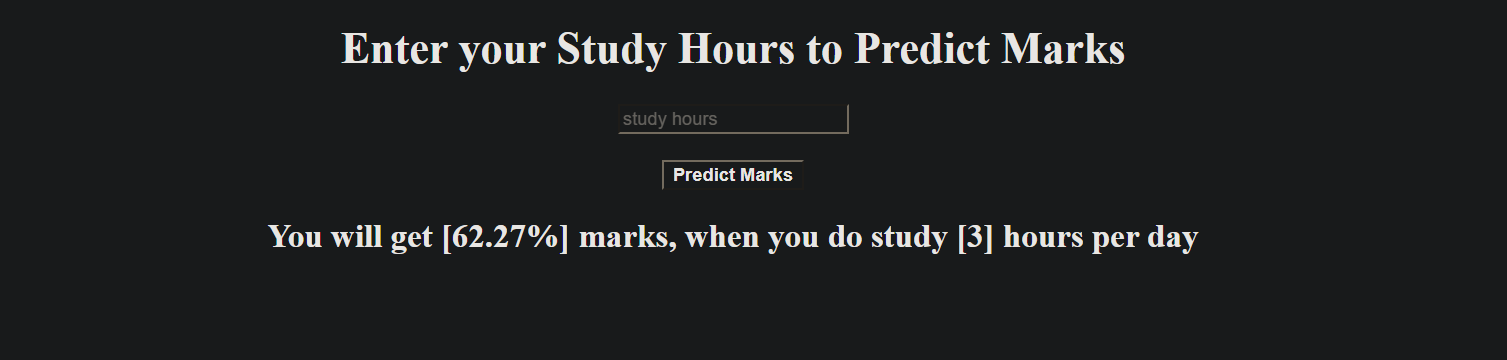 Enter your Study Hours to Predict Marks
study hours
Predict Marks
You will get [62.27%] marks, when you do study [3] hours per day